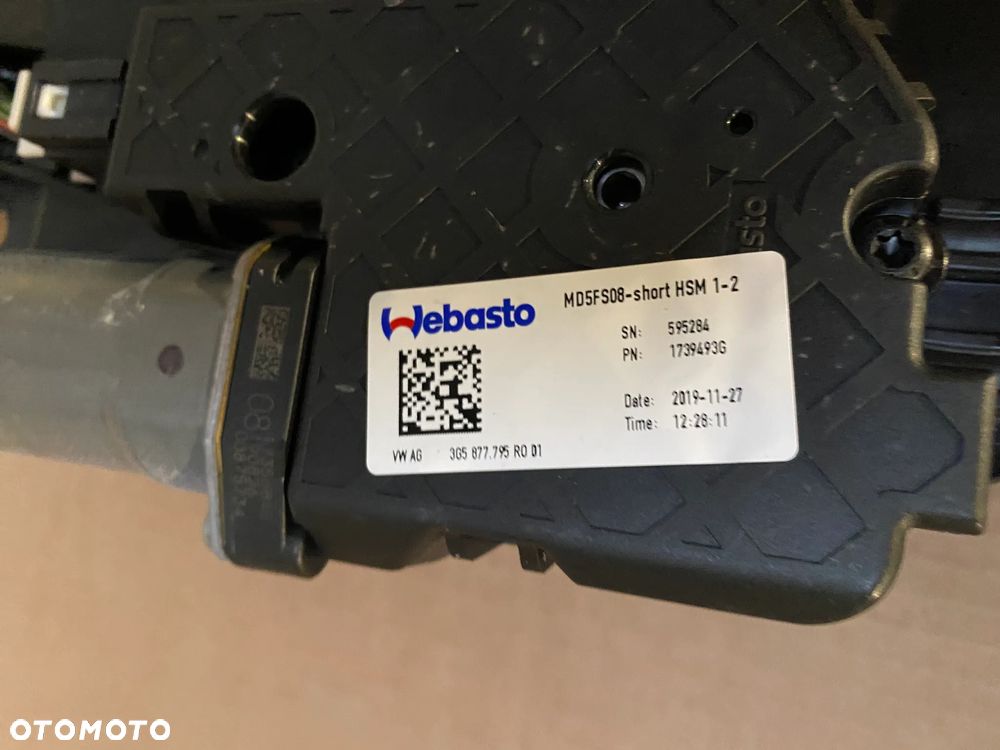 Webasto
MD5FS08-short HSM 1-2
SN: 595284
PN: 1739493G
Date: 2019-11-27
Time: 12:28:11
VW AG 3G5 877.795 RO D1
OTOMOTO